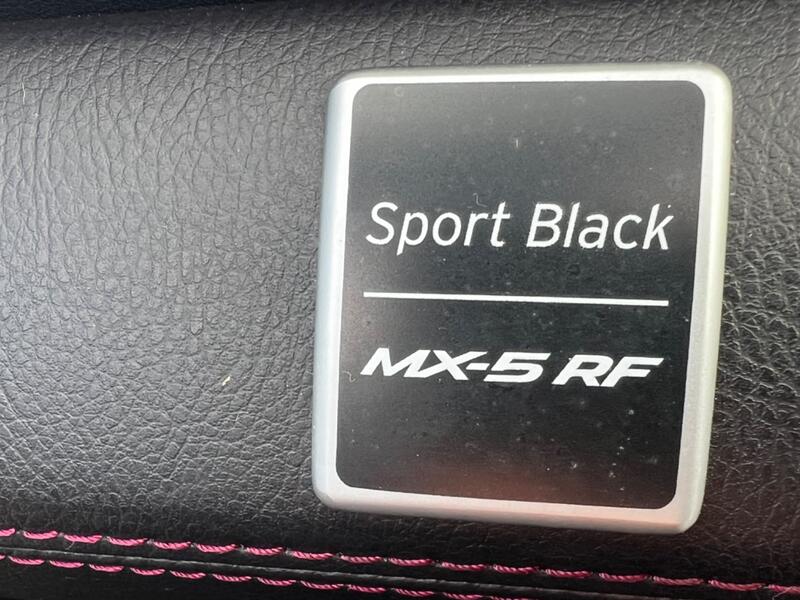 Sport Black
MX-5 RF